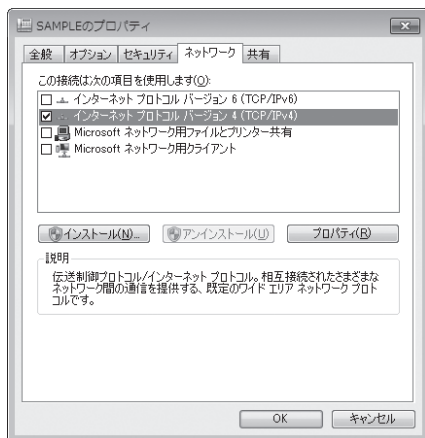 SAMPLEのプロパティ
全般 オプション セキュリティ ネットワーク 共有
この接続は次の項目を使用します(O):
インターネット プロトコル バージョン 6 (TCP/IPv6)
インターネット プロトコル バージョン 4 (TCP/IPv4)
Microsoft ネットワーク用ファイルとプリンター共有
Microsoft ネットワーク用クライアント
インストール(N)... アンインストール(U) プロパティ(R)
説明
伝送制御プロトコル/インターネット プロトコル。相互接続されたさまざまな
ネットワーク間の通信を提供する、既定のワイド エリア ネットワーク プロト
コルです。
OK キャンセル